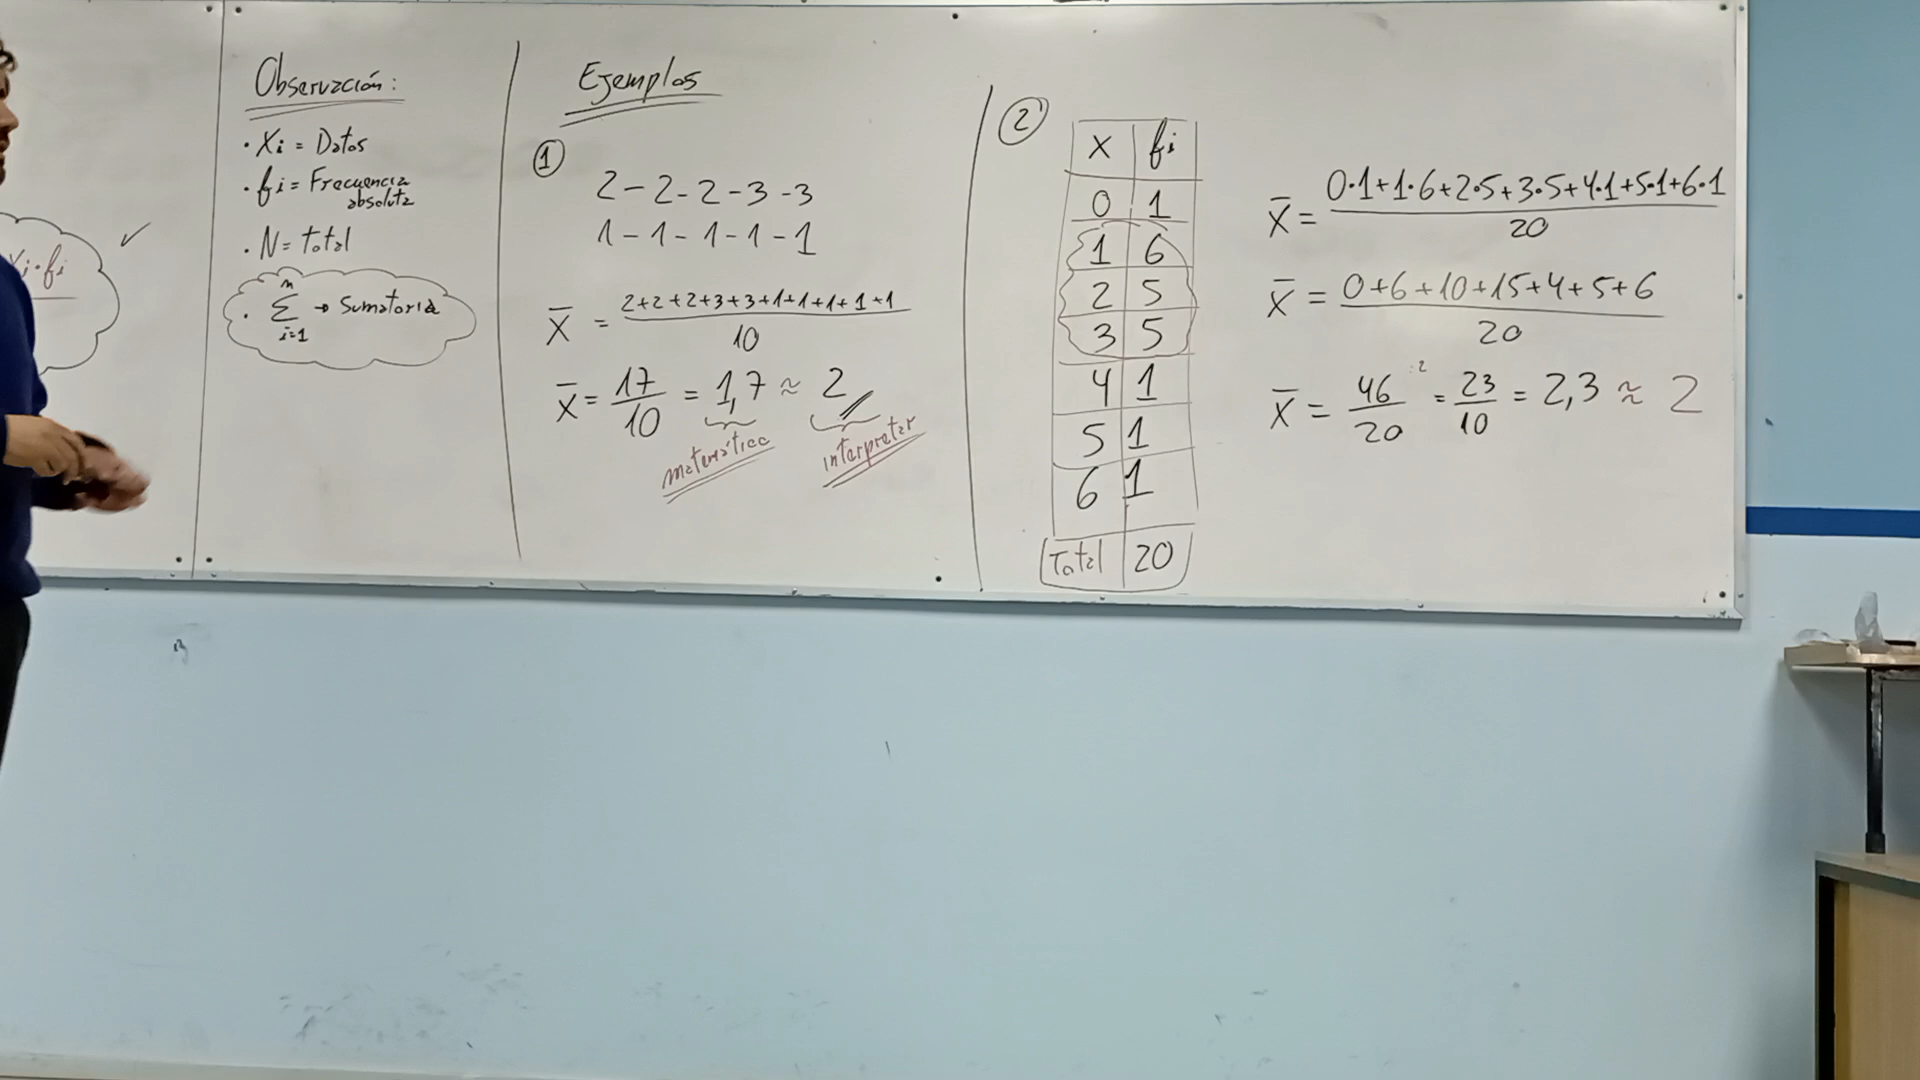 Xi·fi
Observación:
· Xi = Datos
· fi = Frecuencia
absoluta
· N = Total
n
· Σ → Sumatoria
i=1
Ejemplos
①
2 - 2 - 2 - 3 - 3
1 - 1 - 1 - 1 - 1
2+2+2+3+3+1+1+1+1+1
X̄ =
10
X̄ = 17/10 = 1,7 ≈ 2
matemática interpretar
②
X fi
0 1
1 6
2 5
3 5
4 1
5 1
6 1
Total 20
0·1+1·6+2·5+3·5+4·1+5·1+6·1
X̄ =
20
X̄ = 0+6+10+15+4+5+6
20
X̄ = 46/20 :2 = 23/10 = 2,3 ≈ 2